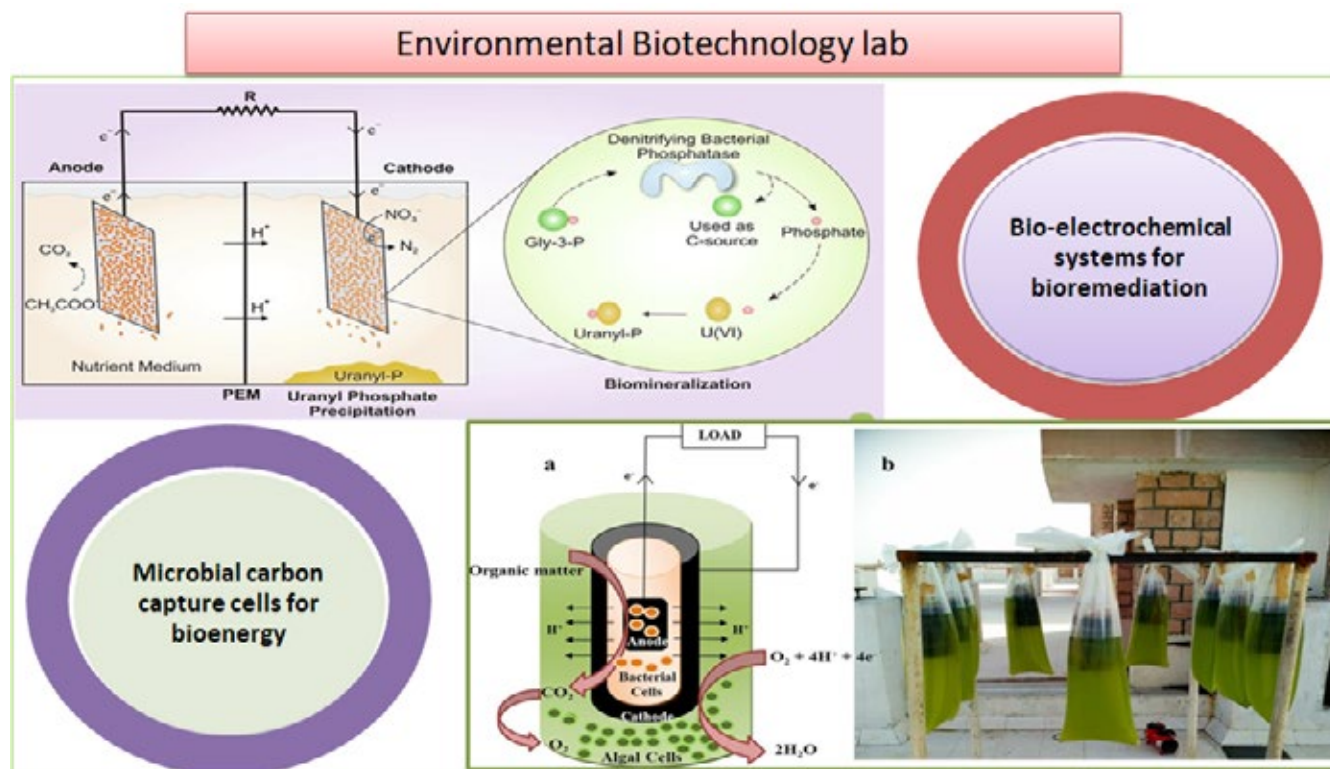 Environmental Biotechnology lab
R
e⁻
e⁻
Anode
Cathode
e⁻
e⁻
NO₃⁻
e⁻
N₂
H⁺
H⁺
CO₂
CH₃COO⁻
Nutrient Medium
Uranyl-P
PEM
Uranyl Phosphate
Precipitation
Denitrifying Bacterial
Phosphatase
Gly-3-P
Used as
C-source
Phosphate
Uranyl-P
U(VI)
Biomineralization
Bio-electrochemical
systems for
bioremediation
Microbial carbon
capture cells for
bioenergy
a
LOAD
e⁻
e⁻
Organic matter
H⁺
H⁺
Anode
O₂ + 4H⁺ + 4e⁻
Bacterial
Cells
CO₂
Cathode
O₂
Algal Cells
2H₂O
b